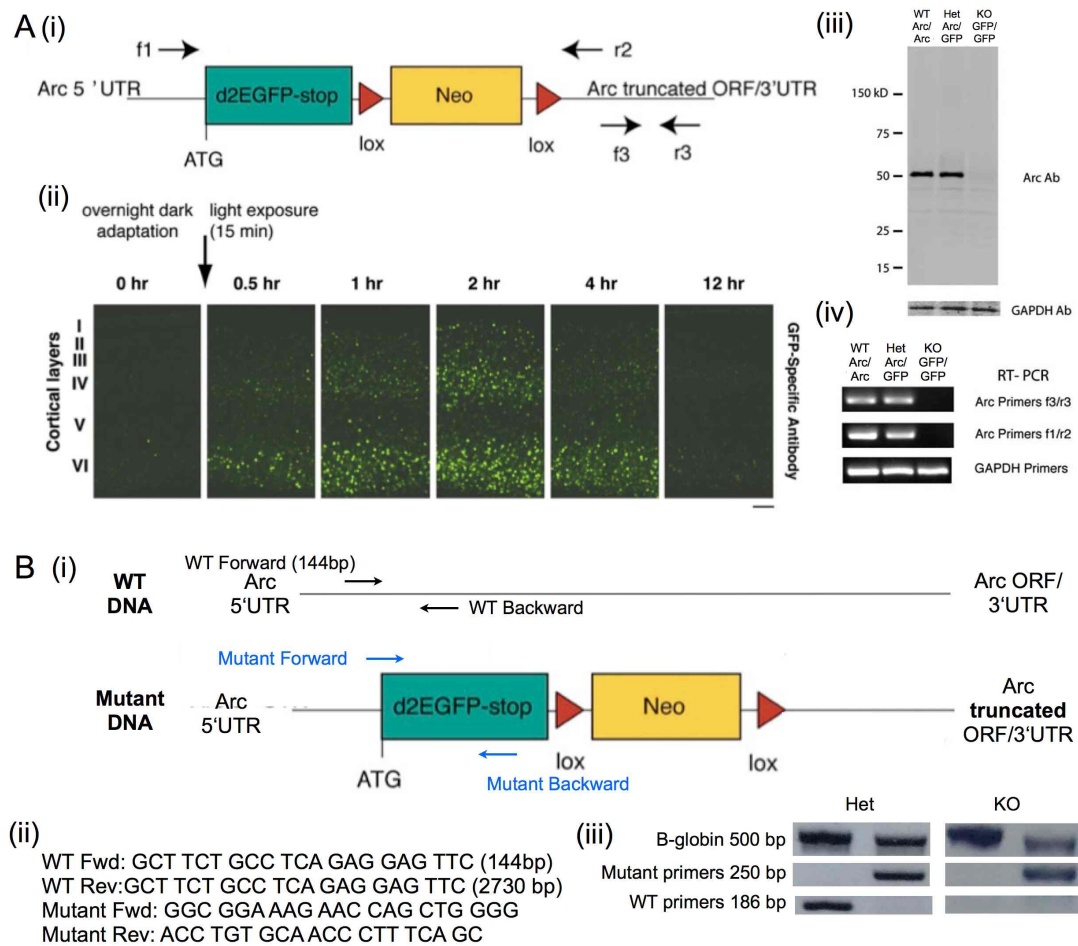 A (i)
f1
r2
Arc 5 'UTR
d2EGFP-stop
Neo
Arc truncated ORF/3'UTR
lox
lox
ATG
f3
r3
(ii)
overnight dark
adaptation
light exposure
(15 min)
0 hr
0.5 hr
1 hr
2 hr
4 hr
12 hr
Cortical layers
I
II
III
IV
V
VI
GFP-Specific Antibody
(iii)
WT
Arc/
Arc
Het
Arc/
GFP
KO
GFP/
GFP
150 kD
75
50
25
15
Arc Ab
GAPDH Ab
(iv)
WT
Arc/
Arc
Het
Arc/
GFP
KO
GFP/
GFP
RT- PCR
Arc Primers f3/r3
Arc Primers f1/r2
GAPDH Primers
B (i)
WT
DNA
WT Forward (144bp)
Arc
5'UTR
WT Backward
Arc ORF/
3'UTR
Mutant Forward
Mutant
DNA
Arc
5'UTR
d2EGFP-stop
Neo
Arc
truncated
ORF/3'UTR
ATG
lox
lox
Mutant Backward
(ii)
WT Fwd: GCT TCT GCC TCA GAG GAG TTC (144bp)
WT Rev:GCT TCT GCC TCA GAG GAG TTC (2730 bp)
Mutant Fwd: GGC GGA AAG AAC CAG CTG GGG
Mutant Rev: ACC TGT GCA ACC CTT TCA GC
(iii)
Het
KO
B-globin 500 bp
Mutant primers 250 bp
WT primers 186 bp